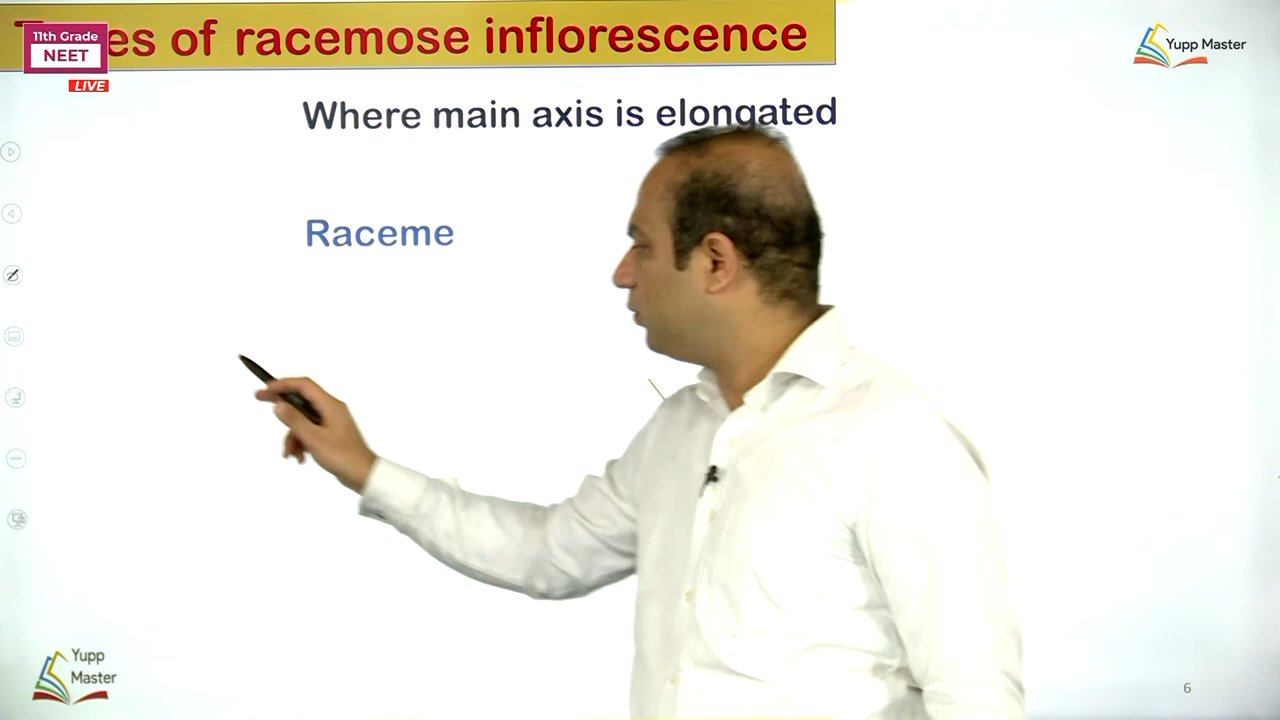 es of racemose inflorescence
11th Grade
NEET
LIVE
Yupp Master
Where main axis is elongated
Raceme
Yupp
Master
6